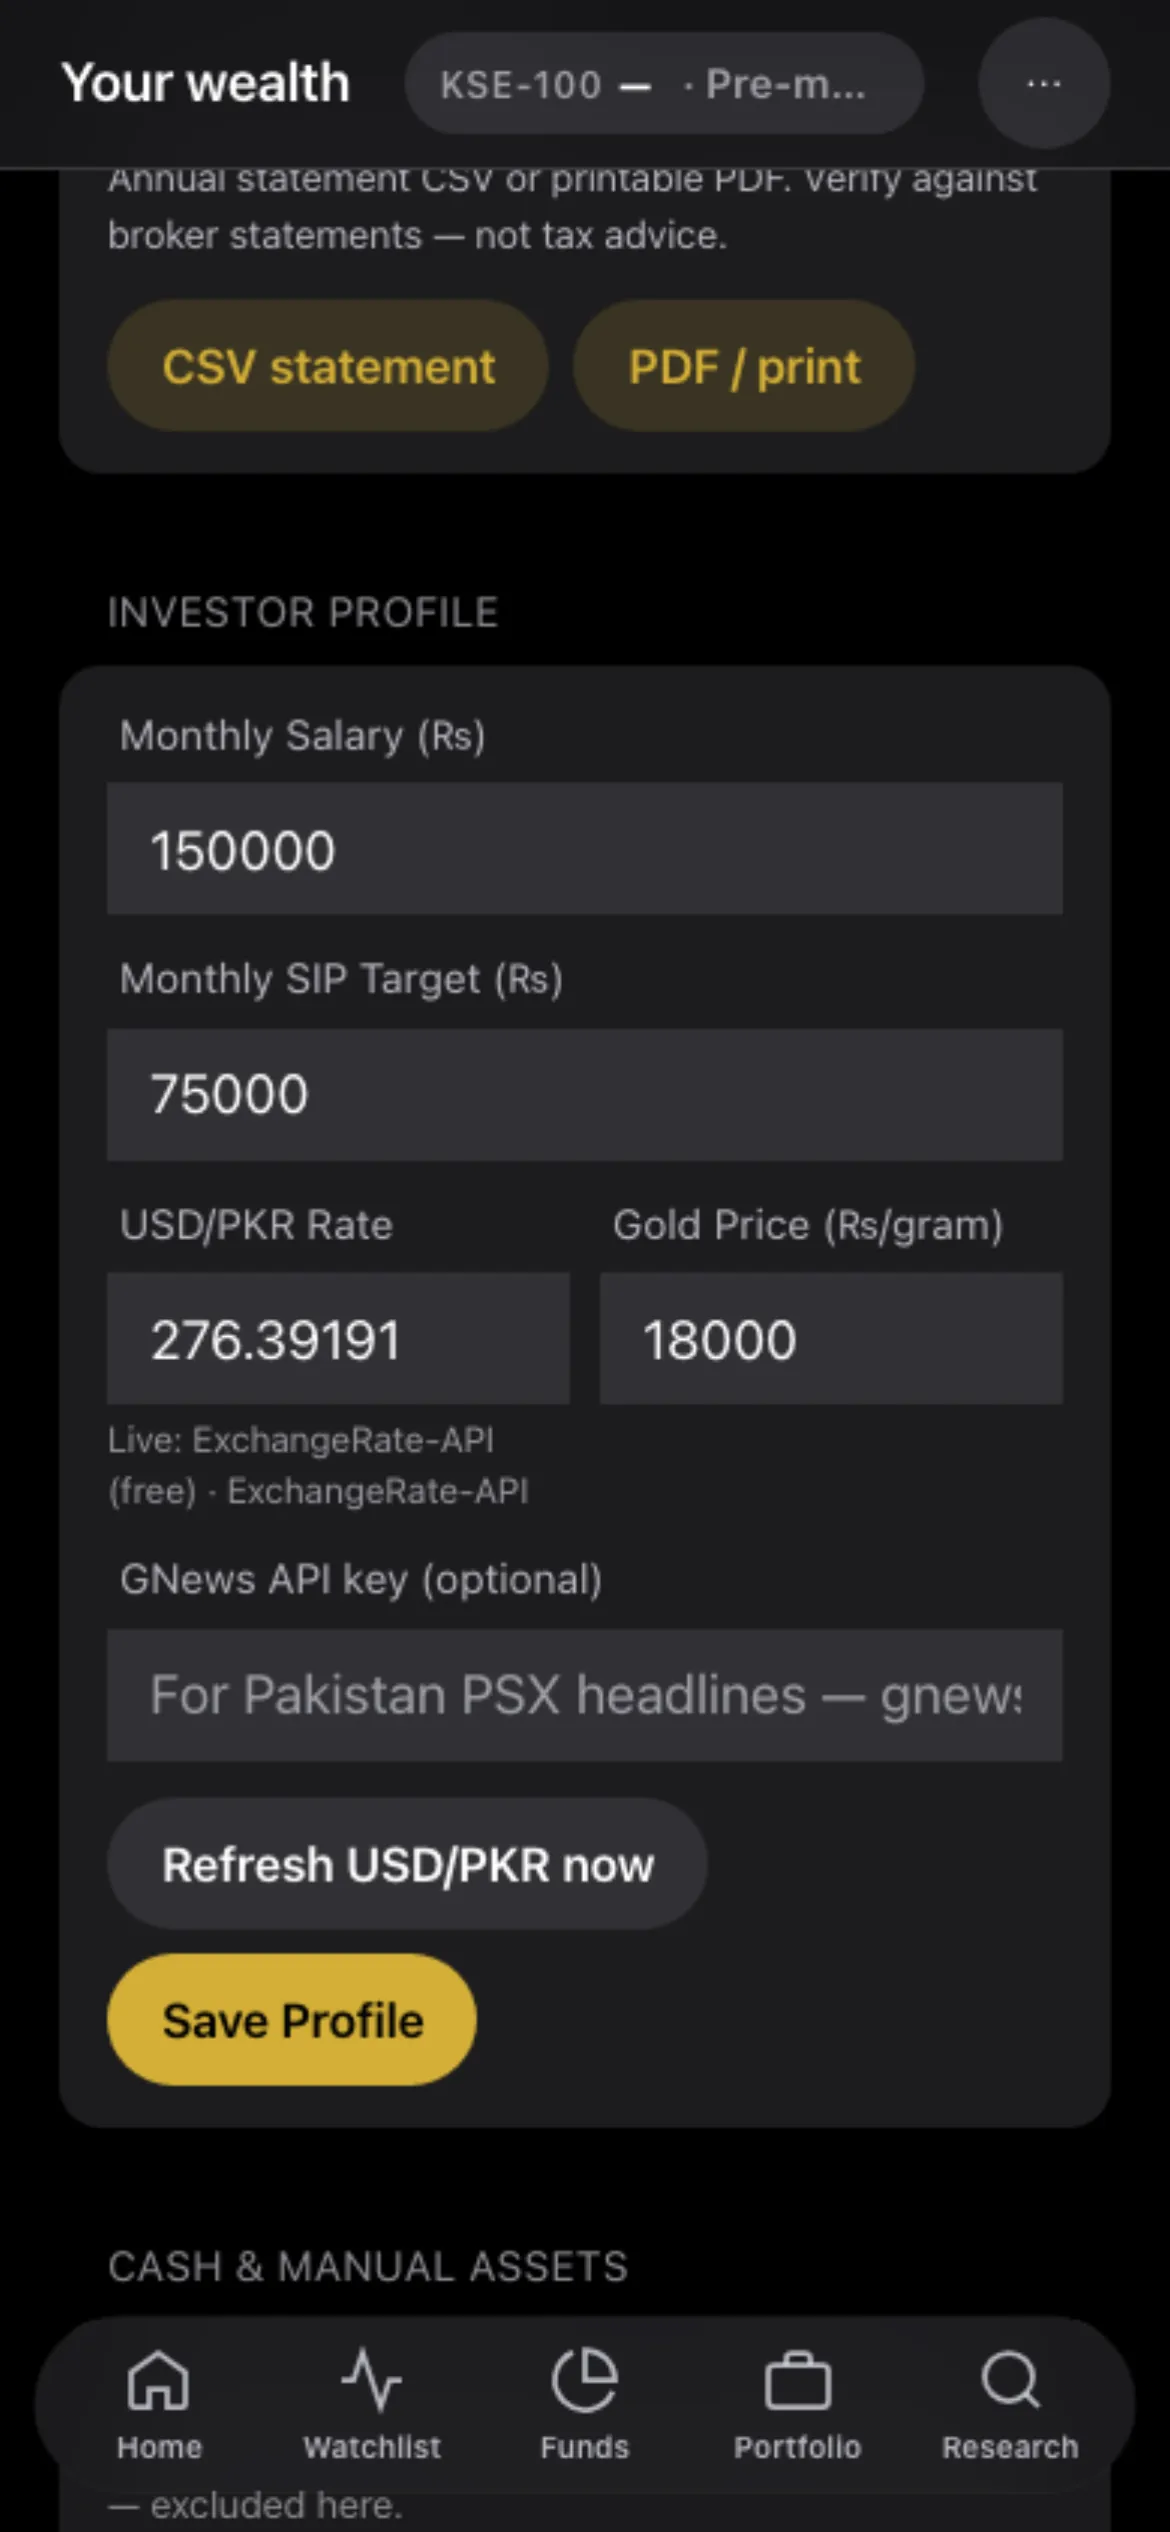 Your wealth
KSE-100 — · Pre-m...
...
Annual statement CSV or printable PDF. Verify against
broker statements — not tax advice.
CSV statement
PDF / print
INVESTOR PROFILE
Monthly Salary (Rs)
150000
Monthly SIP Target (Rs)
75000
USD/PKR Rate
Gold Price (Rs/gram)
276.39191
18000
Live: ExchangeRate-API
(free) · ExchangeRate-API
GNews API key (optional)
For Pakistan PSX headlines — gnews
Refresh USD/PKR now
Save Profile
CASH & MANUAL ASSETS
Home
Watchlist
Funds
Portfolio
Research
— excluded here.